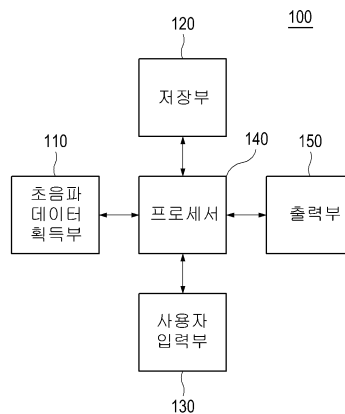 100
120
저장부
110
140
150
초음파
데이터
획득부
프로세서
출력부
사용자
입력부
130